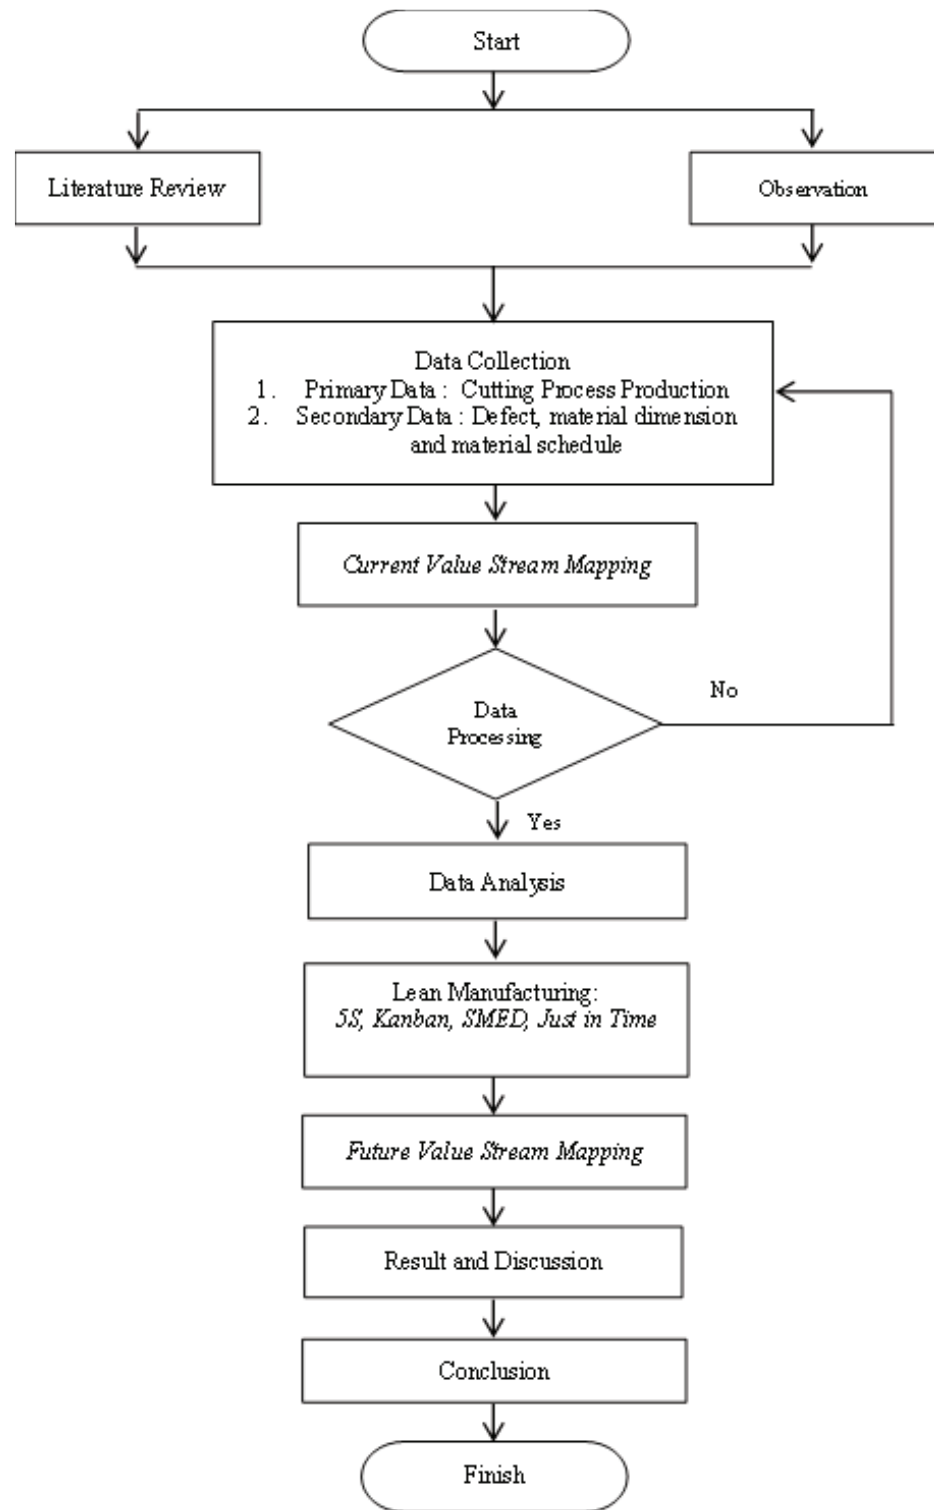 Start
Literature Review
Observation
Data Collection
1. Primary Data : Cutting Process Production
2. Secondary Data : Defect, material dimension
and material schedule
Current Value Stream Mapping
Data
Processing
No
Yes
Data Analysis
Lean Manufacturing:
5S, Kanban, SMED, Just in Time
Future Value Stream Mapping
Result and Discussion
Conclusion
Finish